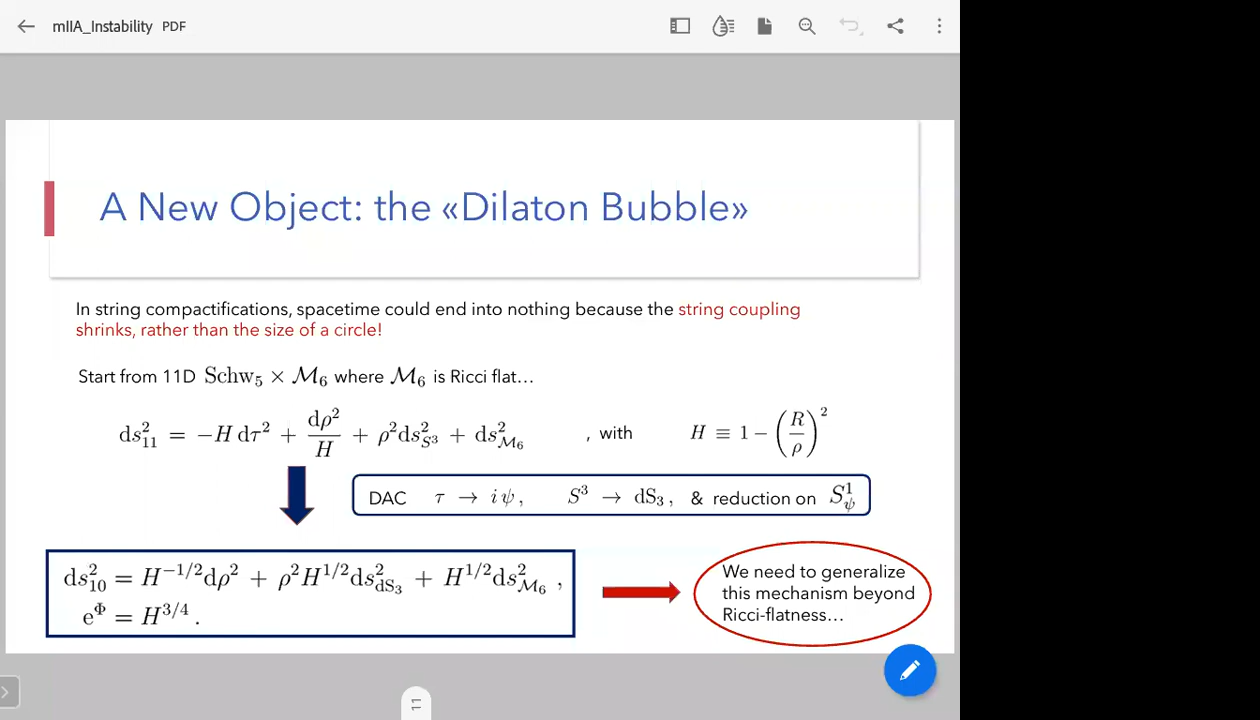 mIIA_Instability PDF
A New Object: the «Dilaton Bubble»
In string compactifications, spacetime could end into nothing because the string coupling
shrinks, rather than the size of a circle!
Start from 11D Schw₅ × ℳ₆ where ℳ₆ is Ricci flat…
ds²₁₁ = −H dτ² + dρ²/H + ρ²ds²_{S³} + ds²_{ℳ₆} , with H ≡ 1 − (R/ρ)²
DAC τ → iψ, S³ → dS₃, & reduction on S¹_ψ
ds²₁₀ = H^{−1/2}dρ² + ρ²H^{1/2}ds²_{dS₃} + H^{1/2}ds²_{ℳ₆} ,
e^Φ = H^{3/4} .
We need to generalize
this mechanism beyond
Ricci-flatness…
11